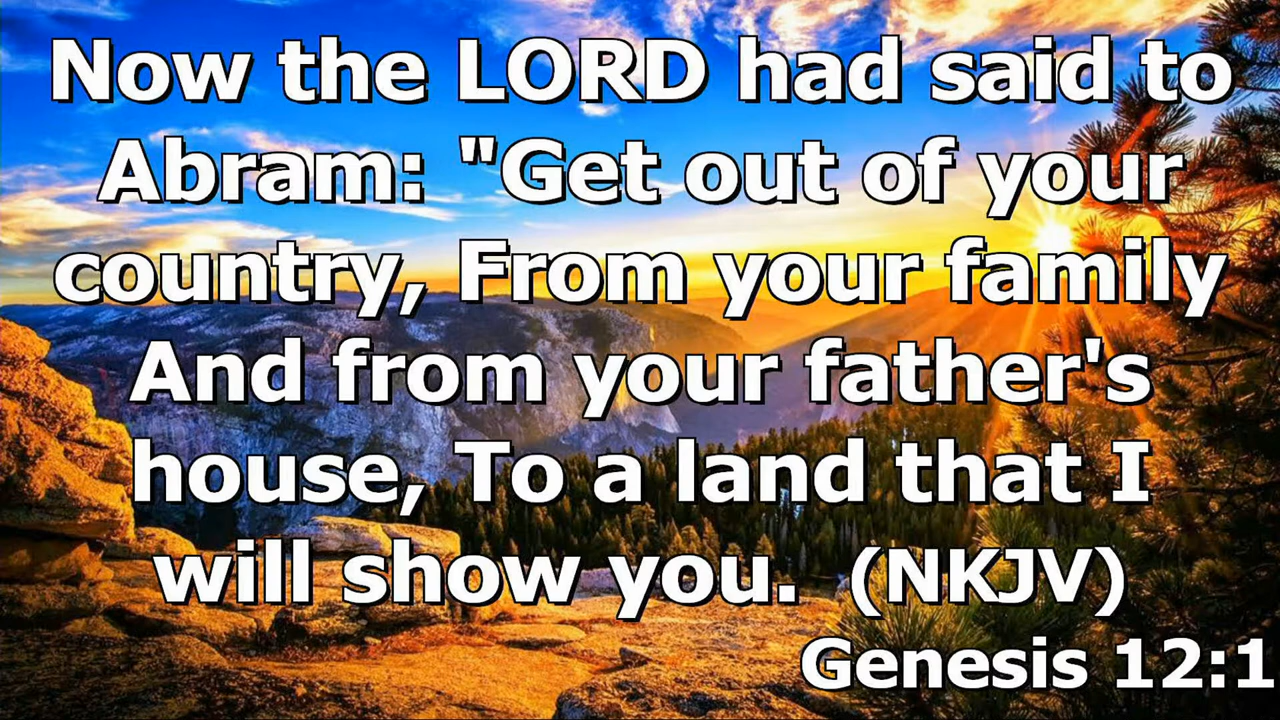 Now the LORD had said to
Abram: "Get out of your
country, From your family
And from your father's
house, To a land that I
will show you.  (NKJV)
Genesis 12:1